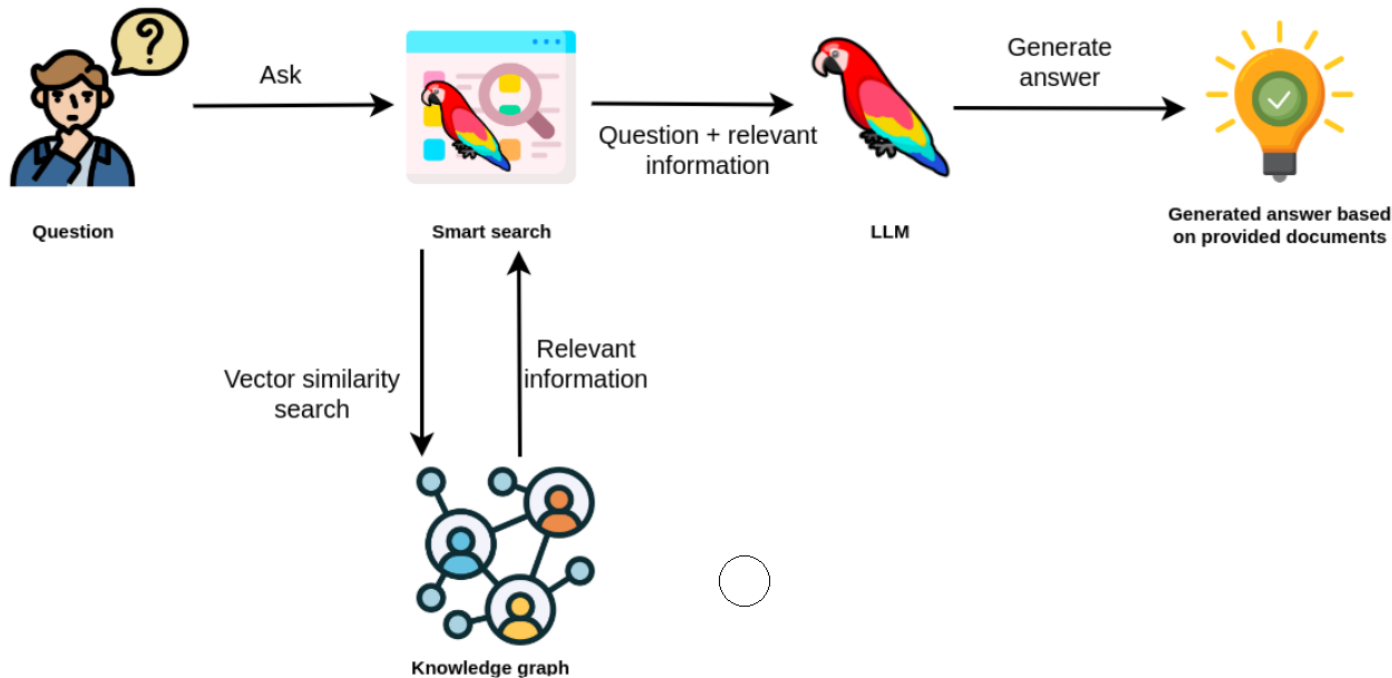 ?
Ask
Generate
answer
Question + relevant
information
Question
Smart search
LLM
Generated answer based
on provided documents
Vector similarity
search
Relevant
information
Knowledge graph